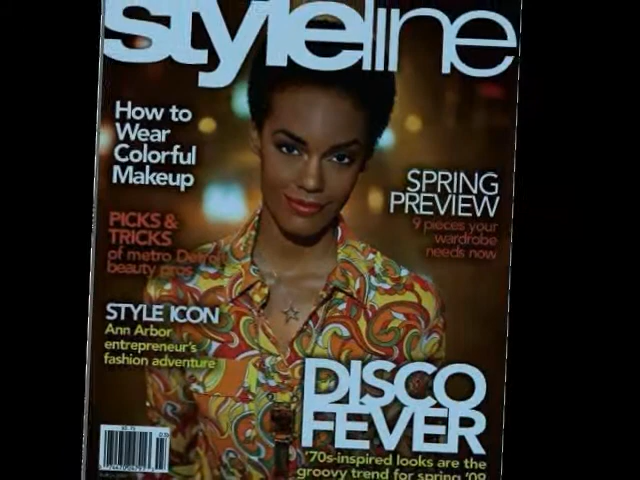 styleline
How to
Wear
Colorful
Makeup
SPRING
PREVIEW
9 pieces your
wardrobe
needs now
PICKS &
TRICKS
of metro Detroit
beauty pros
STYLE ICON
Ann Arbor
entrepreneur's
fashion adventure
DISCO
FEVER
'70s-inspired looks are the
groovy trend for spring '09